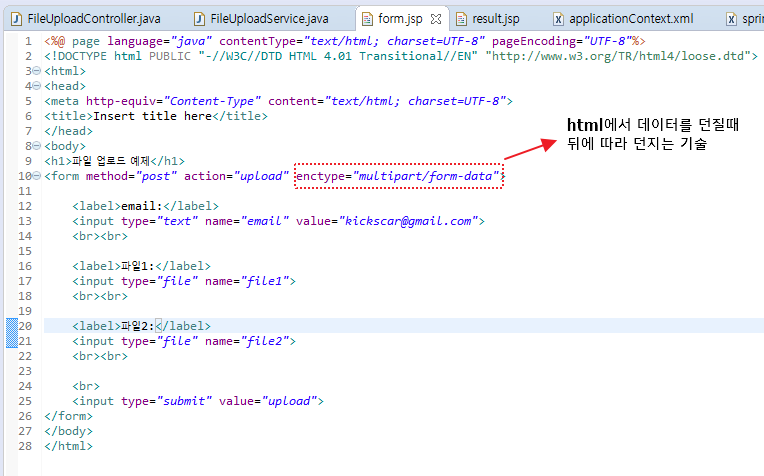 FileUploadController.java FileUploadService.java form.jsp result.jsp applicationContext.xml sprin
1 <%@ page language="java" contentType="text/html; charset=UTF-8" pageEncoding="UTF-8"%>
2 <!DOCTYPE html PUBLIC "-//W3C//DTD HTML 4.01 Transitional//EN" "http://www.w3.org/TR/html4/loose.dtd">
3 <html>
4 <head>
5 <meta http-equiv="Content-Type" content="text/html; charset=UTF-8">
6 <title>Insert title here</title>
7 </head>
8 <body>
9 <h1>파일 업로드 예제</h1>
10 <form method="post" action="upload" enctype="multipart/form-data">
html에서 데이터를 던질때
뒤에 따라 던지는 기술
11
12 <label>email:</label>
13 <input type="text" name="email" value="kickscar@gmail.com">
14 <br><br>
15
16 <label>파일1:</label>
17 <input type="file" name="file1">
18 <br><br>
19
20 <label>파일2:</label>
21 <input type="file" name="file2">
22 <br><br>
23
24 <br>
25 <input type="submit" value="upload">
26 </form>
27 </body>
28 </html>